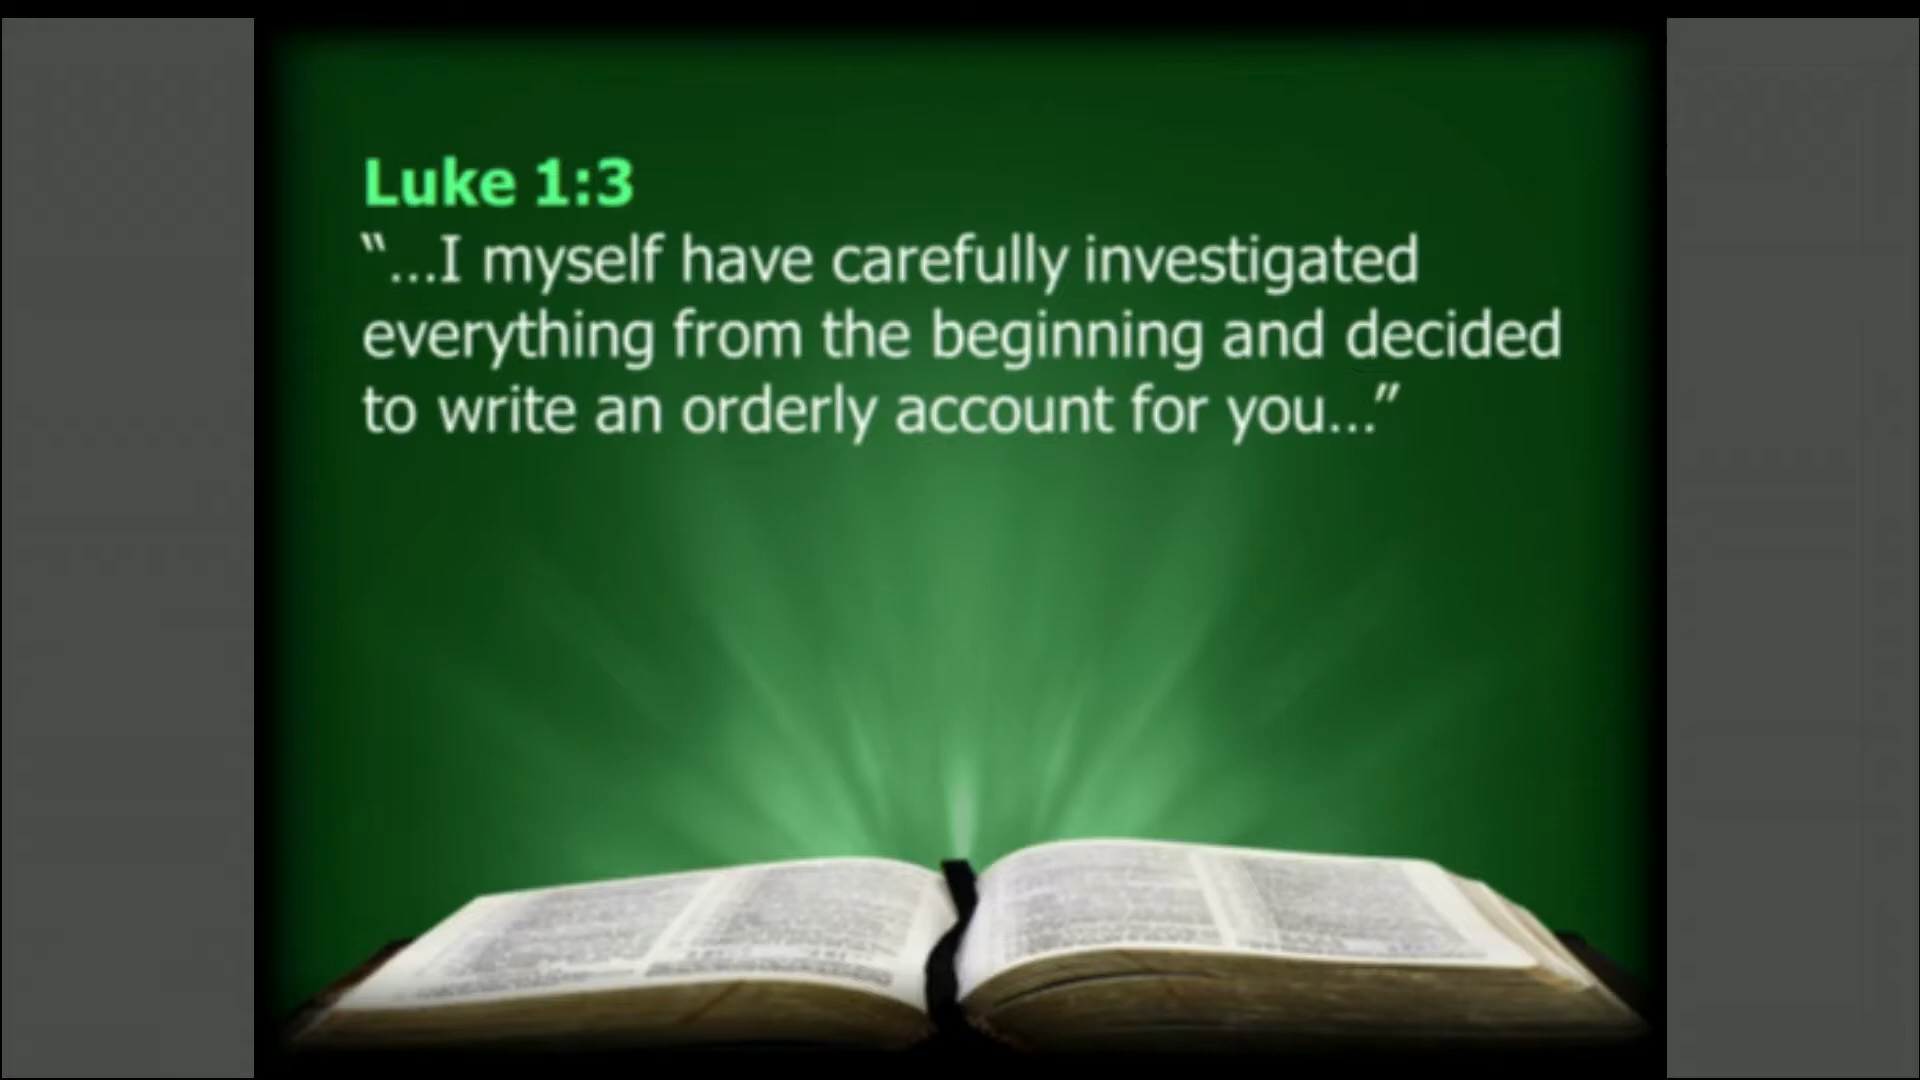 Luke 1:3
“...I myself have carefully investigated
everything from the beginning and decided
to write an orderly account for you...”